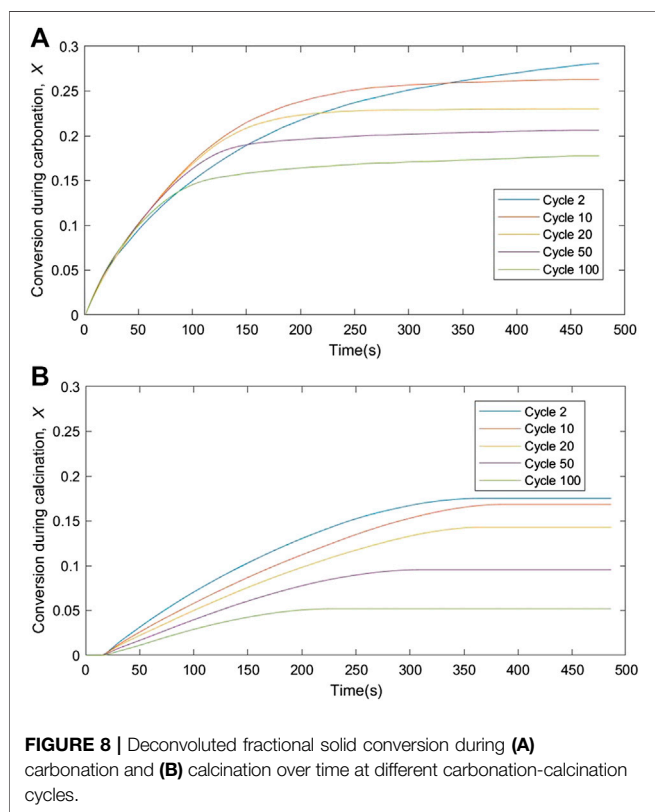 A
Conversion during carbonation, X
0.3
0.25
0.2
0.15
0.1
0.05
0
0 50 100 150 200 250 300 350 400 450 500
Time(s)
Cycle 2
Cycle 10
Cycle 20
Cycle 50
Cycle 100
B
Conversion during calcination, X
0.3
0.25
0.2
0.15
0.1
0.05
0
0 50 100 150 200 250 300 350 400 450 500
Time(s)
Cycle 2
Cycle 10
Cycle 20
Cycle 50
Cycle 100
FIGURE 8 | Deconvoluted fractional solid conversion during (A)
carbonation and (B) calcination over time at different carbonation-calcination
cycles.